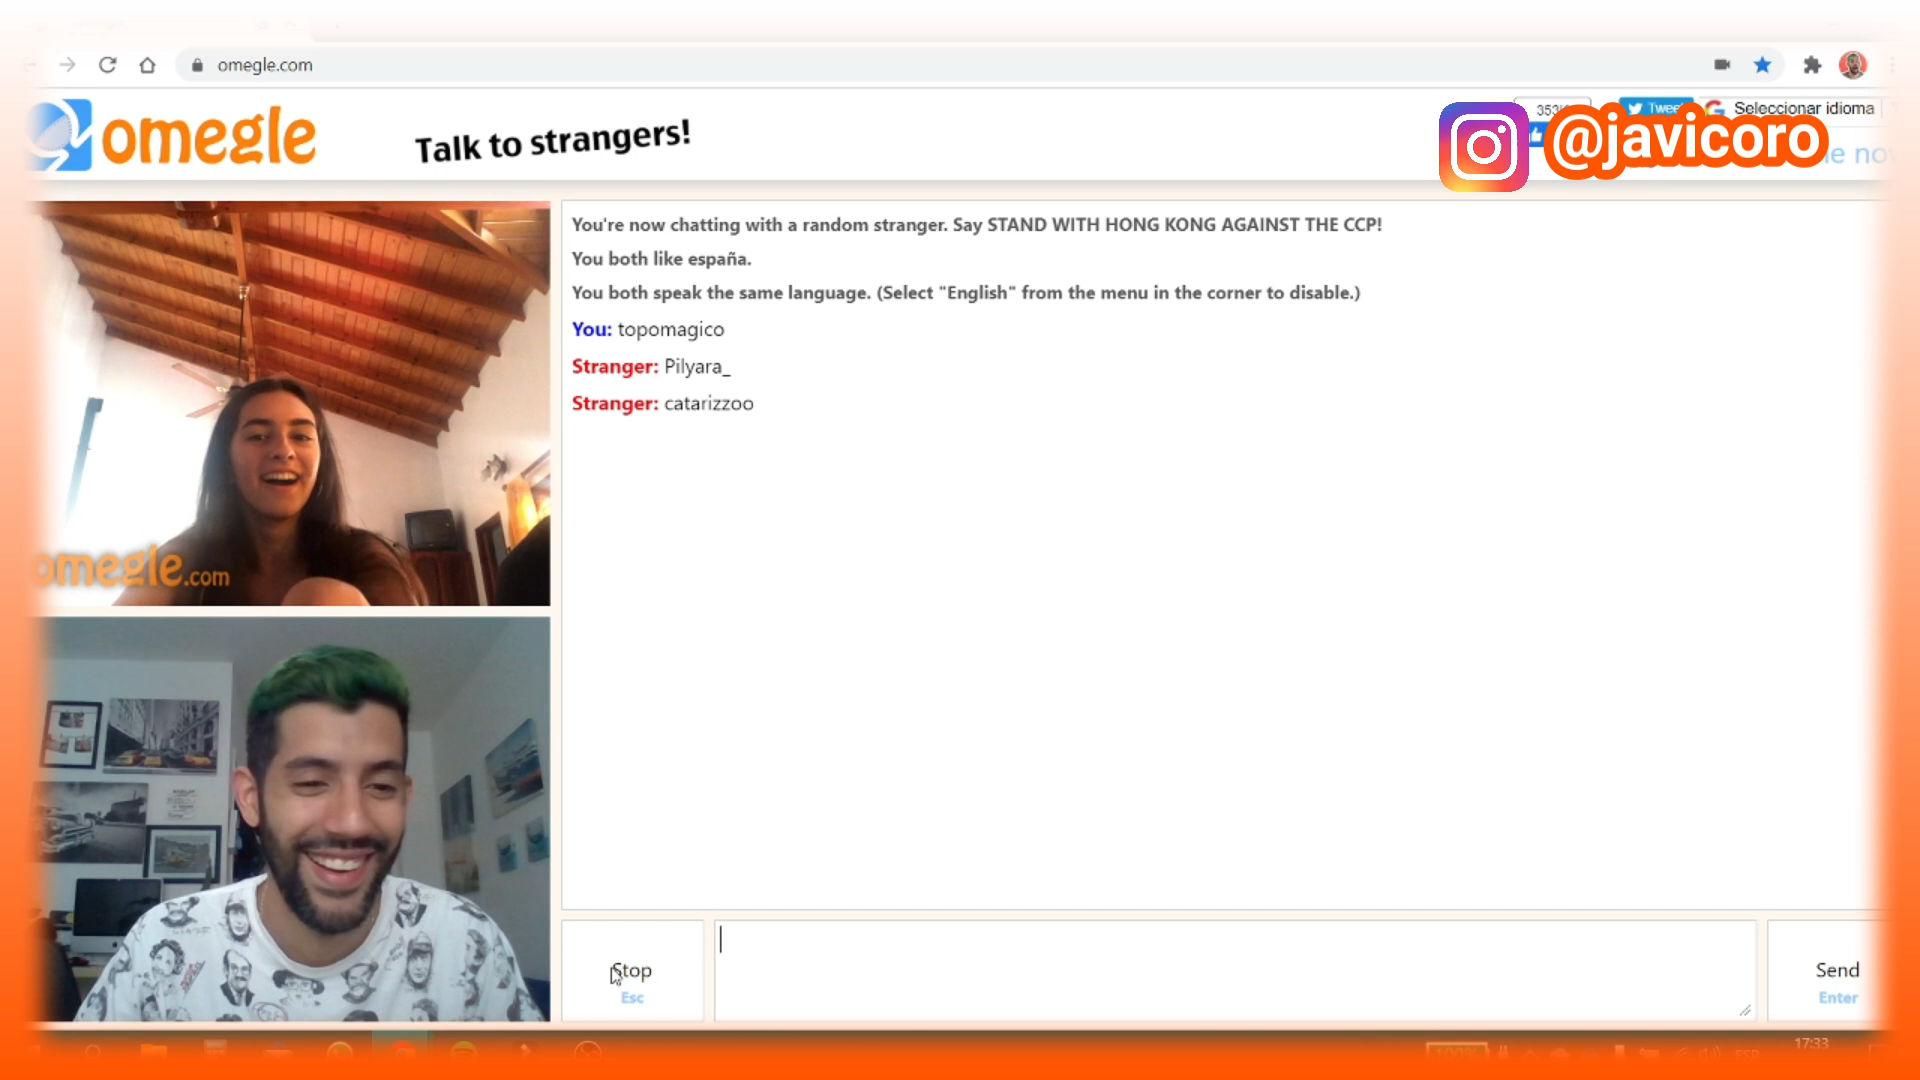 omegle.com
omegle
Talk to strangers!
Tweet
Seleccionar idioma
@javicoro
You're now chatting with a random stranger. Say STAND WITH HONG KONG AGAINST THE CCP!
You both like españa.
You both speak the same language. (Select "English" from the menu in the corner to disable.)
You: topomagico
Stranger: Pilyara_
Stranger: catarizzoo
omegle.com
Stop
Esc
Send
Enter
100%
17:33
ESP